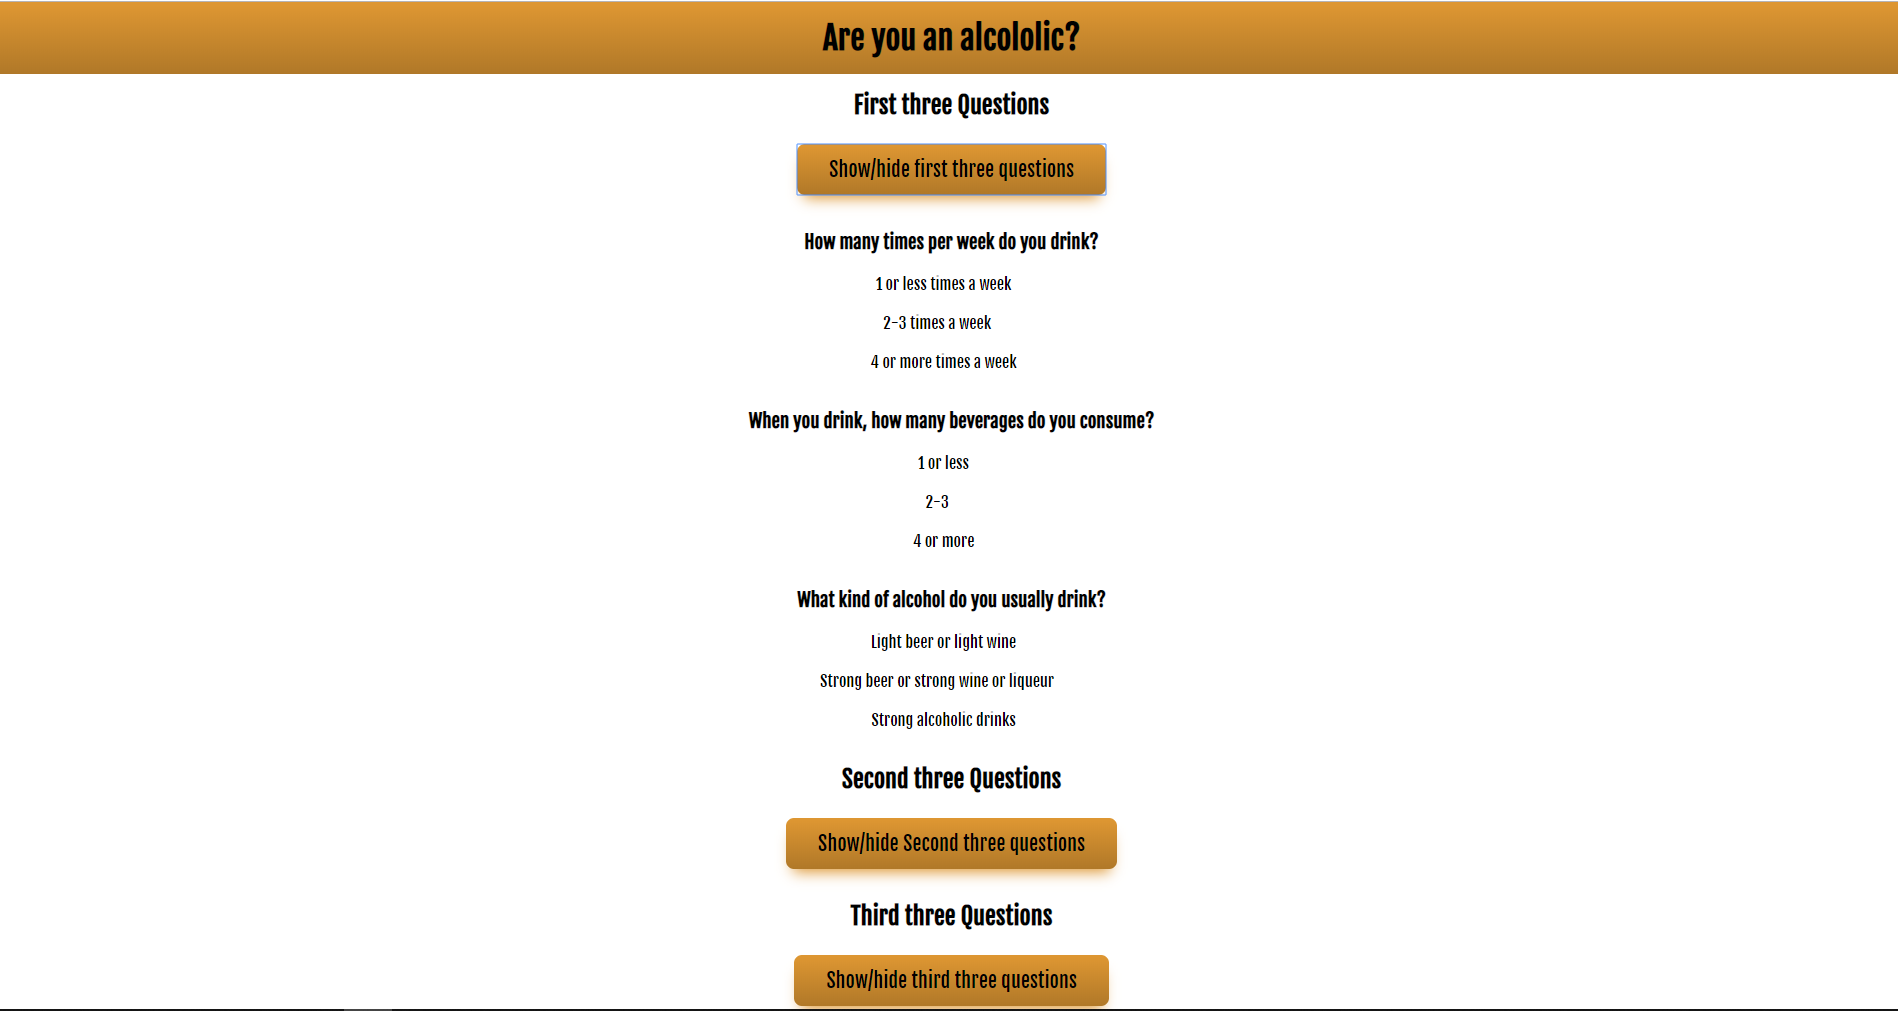 Are you an alcololic?
First three Questions
Show/hide first three questions
How many times per week do you drink?
1 or less times a week
2-3 times a week
4 or more times a week
When you drink, how many beverages do you consume?
1 or less
2-3
4 or more
What kind of alcohol do you usually drink?
Light beer or light wine
Strong beer or strong wine or liqueur
Strong alcoholic drinks
Second three Questions
Show/hide Second three questions
Third three Questions
Show/hide third three questions